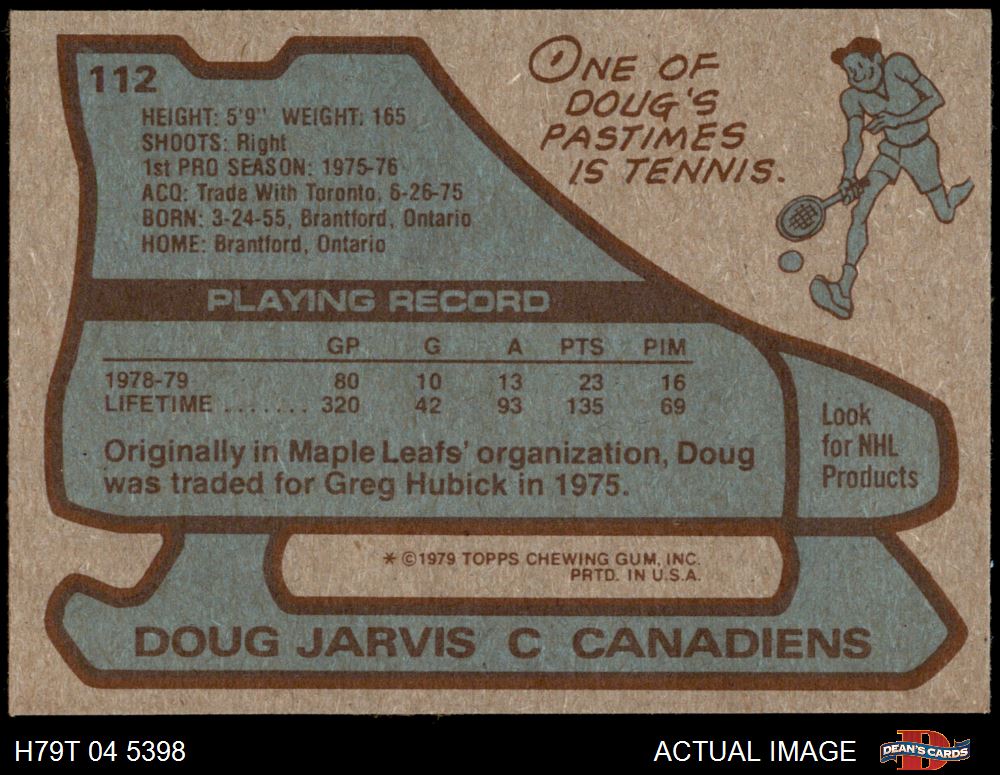 112
HEIGHT: 5'9" WEIGHT: 165
SHOOTS: Right
1st PRO SEASON: 1975-76
ACQ: Trade With Toronto, 6-26-75
BORN: 3-24-55, Brantford, Ontario
HOME: Brantford, Ontario
ONE OF
DOUG'S
PASTIMES
IS TENNIS.
PLAYING RECORD
GP G A PTS PIM
1978-79 80 10 13 23 16
LIFETIME ....... 320 42 93 135 69
Originally in Maple Leafs' organization, Doug
was traded for Greg Hubick in 1975.
Look
for NHL
Products
* © 1979 TOPPS CHEWING GUM, INC.
PRTD. IN U.S.A.
DOUG JARVIS C CANADIENS
H79T 04 5398
ACTUAL IMAGE
DEAN'S CARDS